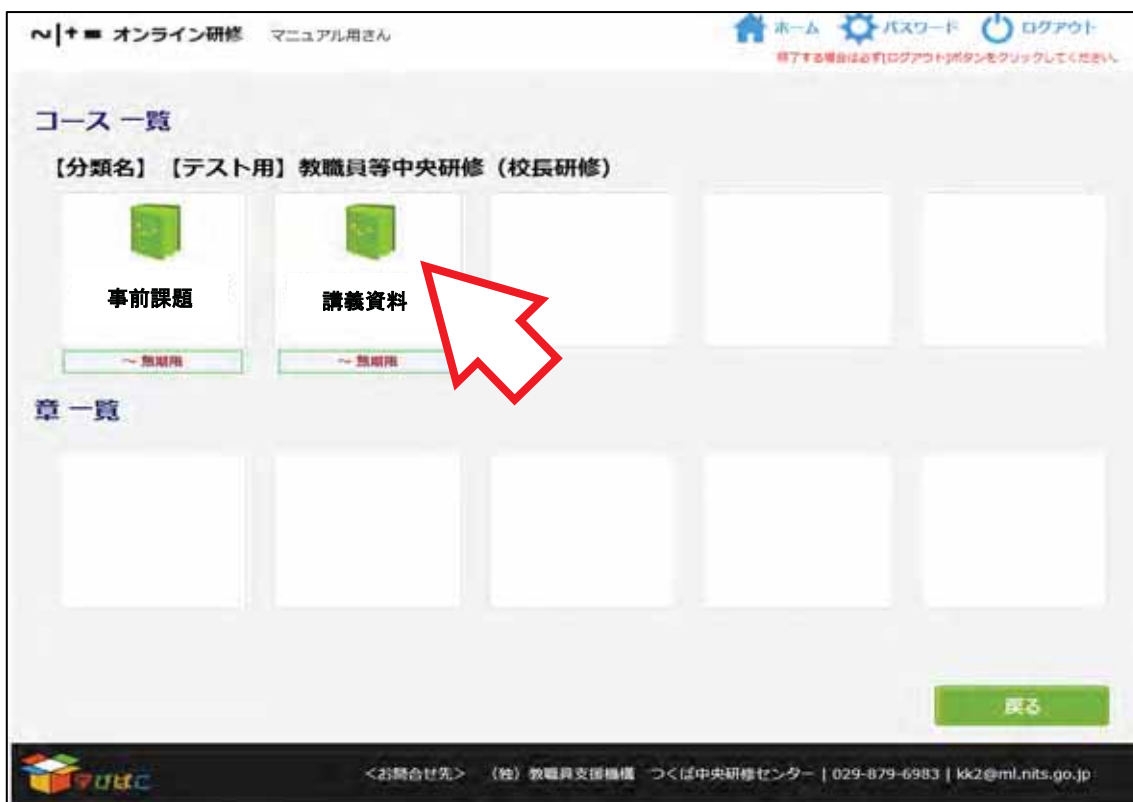 オンライン研修 マニュアル用さん
ホーム パスワード ログアウト
終了する場合は必ず[ログアウト]ボタンをクリックしてください。
コース 一覧
【分類名】【テスト用】教職員等中央研修（校長研修）
事前課題 講義資料
～ 無期限 ～ 無期限
章 一覧
戻る
マナびばこ
<お問合せ先> （独）教職員支援機構 つくば中央研修センター | 029-879-6983 | kk2@ml.nits.go.jp